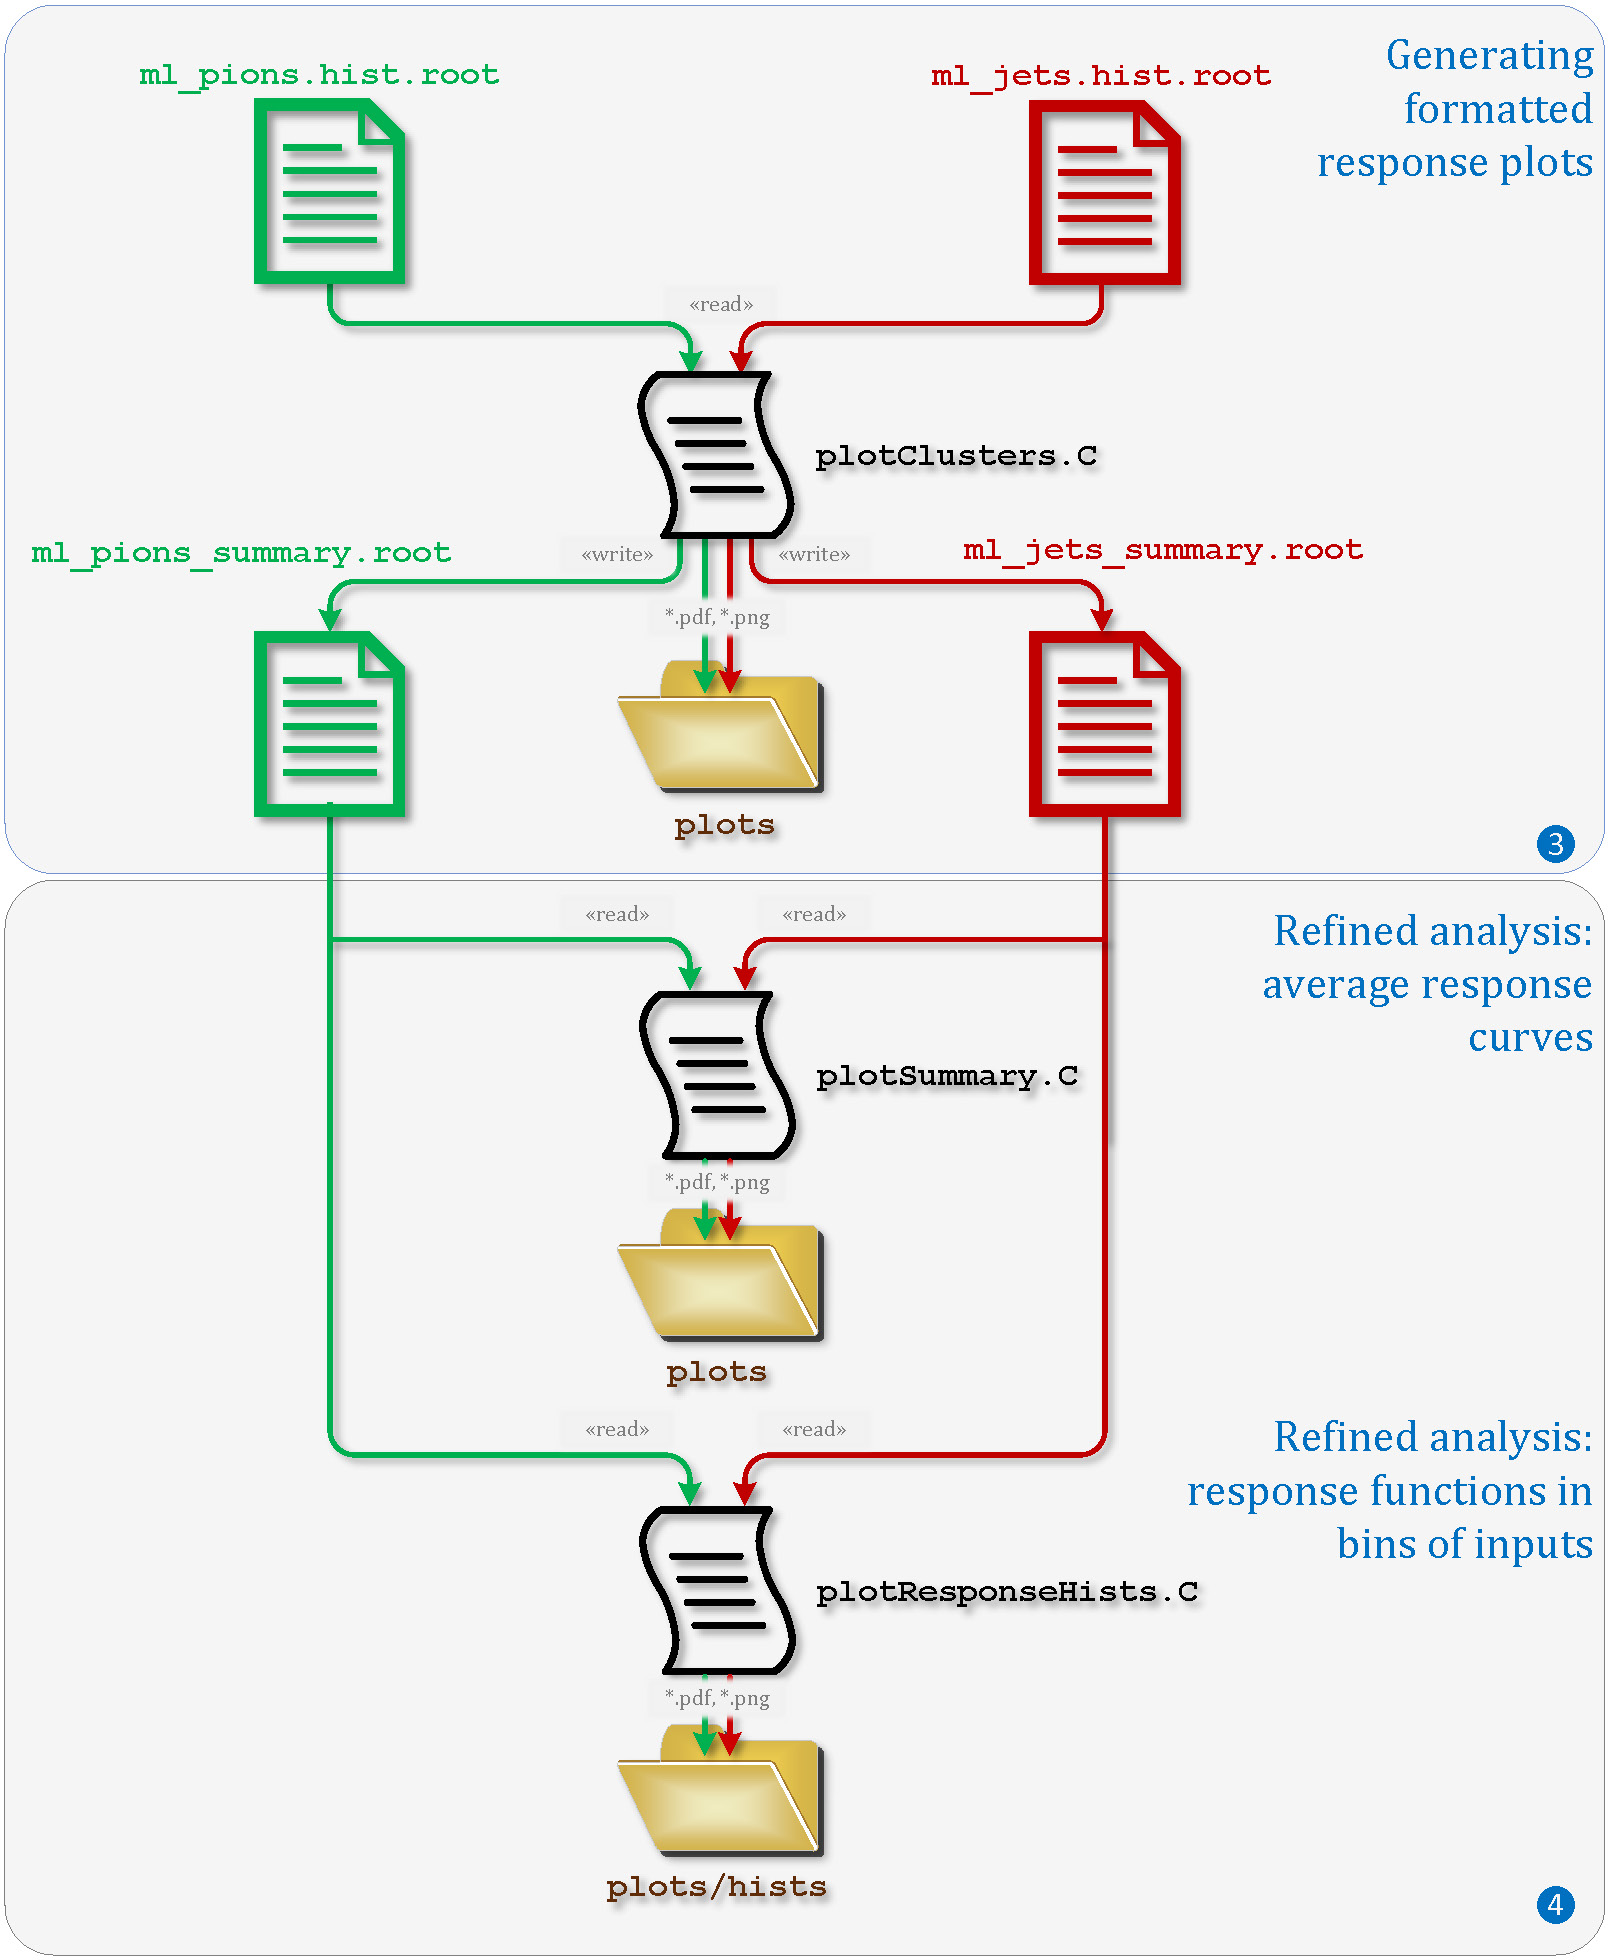 ml_pions.hist.root
ml_jets.hist.root
Generating
formatted
response plots
«read»
plotClusters.C
«write»
«write»
ml_pions_summary.root
ml_jets_summary.root
*.pdf, *.png
plots
3
«read»
«read»
Refined analysis:
average response
curves
plotSummary.C
*.pdf, *.png
plots
«read»
«read»
Refined analysis:
response functions in
bins of inputs
plotResponseHists.C
*.pdf, *.png
plots/hists
4